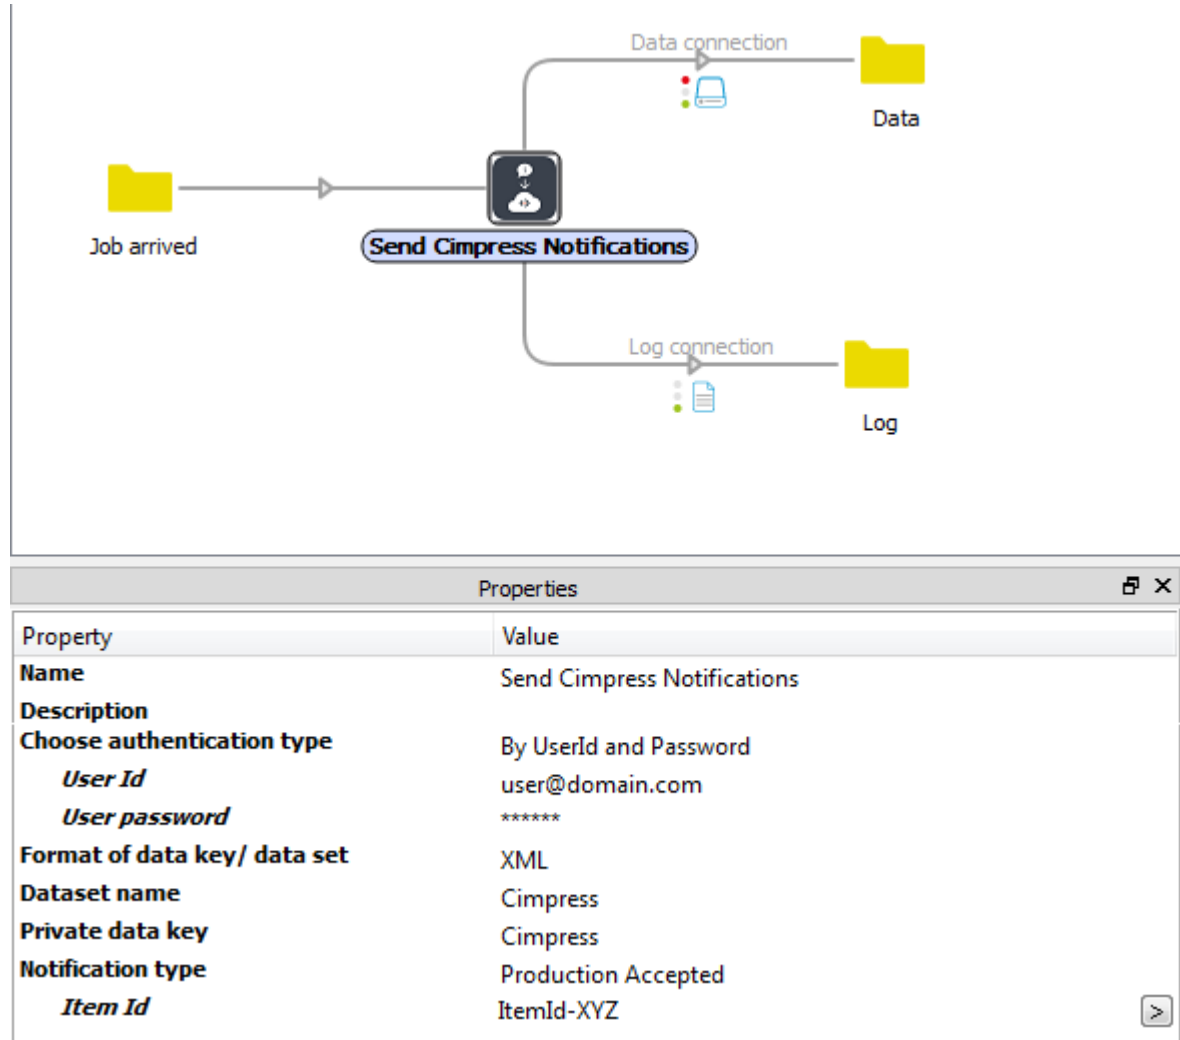 Data connection
Data
Job arrived
Send Cimpress Notifications
Log connection
Log
Properties
Property Value
Name Send Cimpress Notifications
Description
Choose authentication type By UserId and Password
User Id user@domain.com
User password ******
Format of data key/ data set XML
Dataset name Cimpress
Private data key Cimpress
Notification type Production Accepted
Item Id ItemId-XYZ >